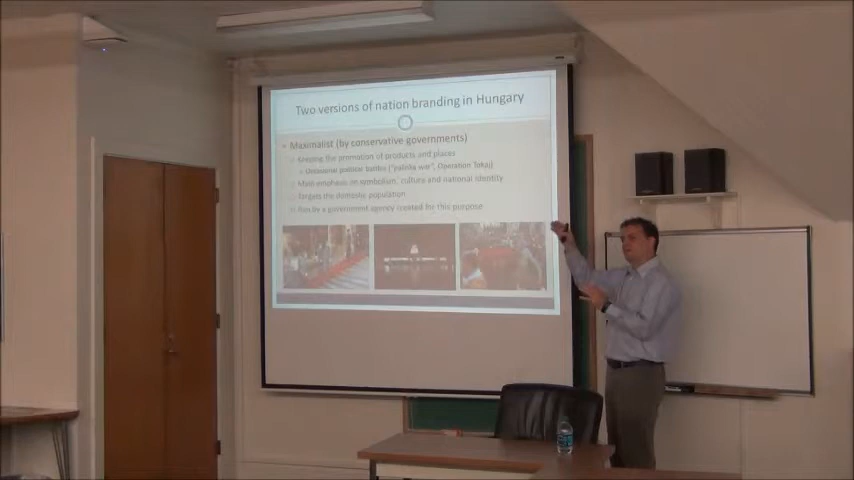 Two versions of nation branding in Hungary
Maximalist (by conservative governments)
Keeping the promotion of products and places
Occasional political battles ("palinka war", Operation Tokaj)
Main emphasis on symbolism, culture and national identity
Targets the domestic population
Run by a government agency created for this purpose